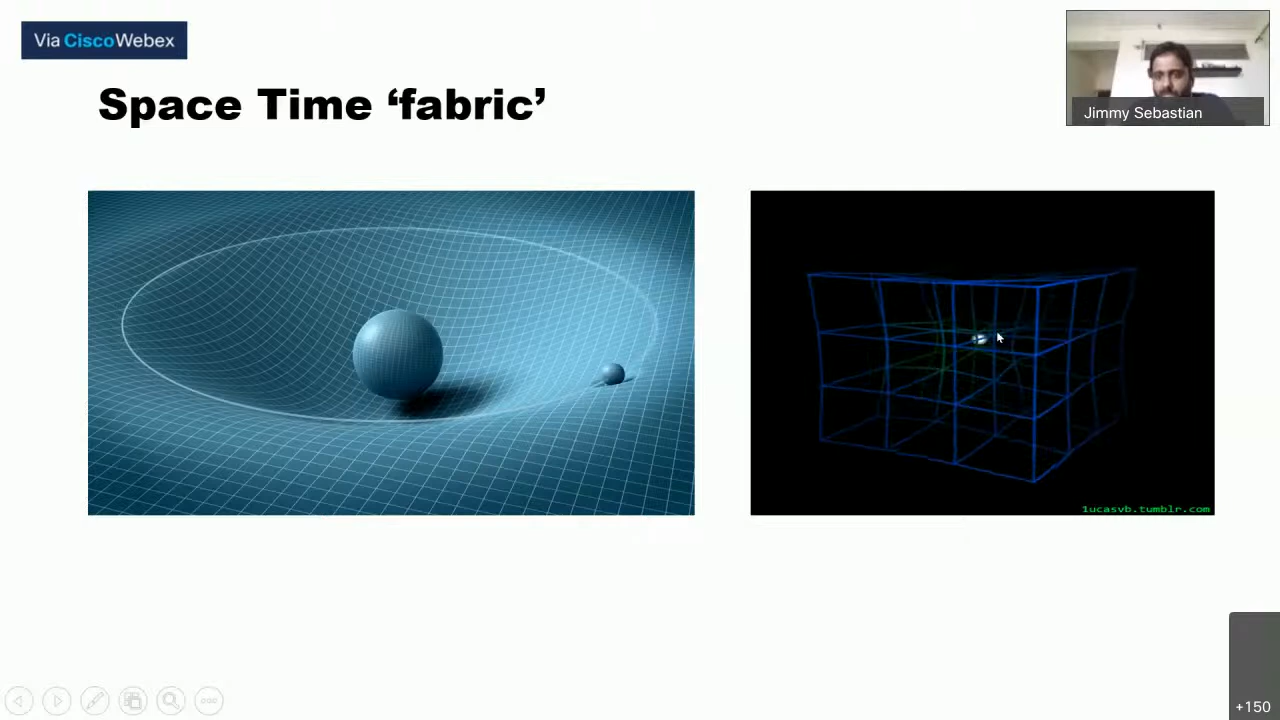 Via CiscoWebex
Space Time ‘fabric’
Jimmy Sebastian
1ucasvb.tumblr.com
+150